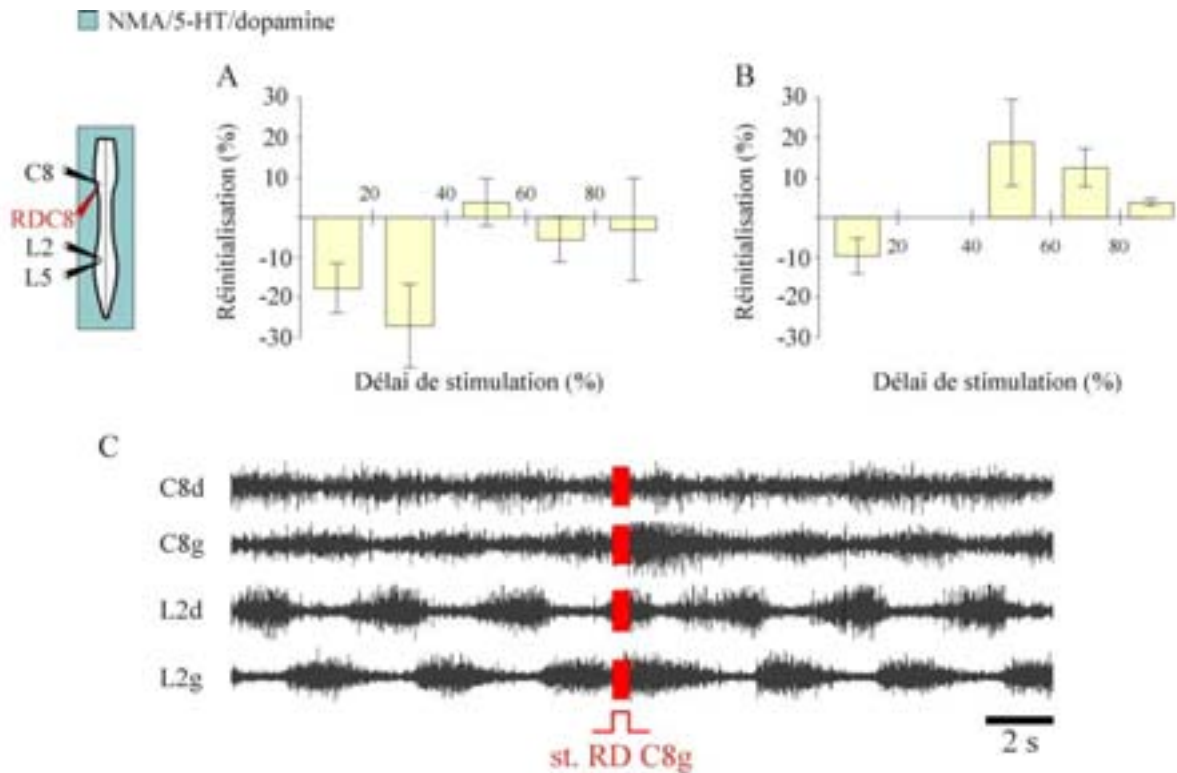 NMA/5-HT/dopamine
C8
RDC8
L2
L5
A
Réinitialisation (%)
30
20
10
-10
-20
-30
20
40
60
80
Délai de stimulation (%)
B
Réinitialisation (%)
30
20
10
-10
-20
-30
20
40
60
80
Délai de stimulation (%)
C
C8d
C8g
L2d
L2g
st. RD C8g
2 s